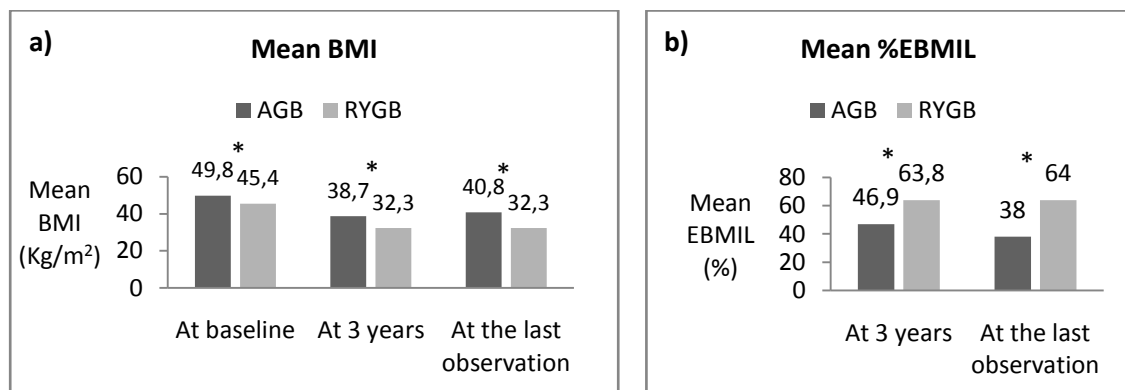 a)
Mean BMI
AGB RYGB
* * *
49,8 45,4 38,7 32,3 40,8 32,3
Mean
BMI
(Kg/m²)
60
40
20
0
At baseline At 3 years At the last
observation
b)
Mean %EBMIL
AGB RYGB
* *
46,9 63,8 38 64
Mean
EBMIL
(%)
80
60
40
20
0
At 3 years At the last
observation